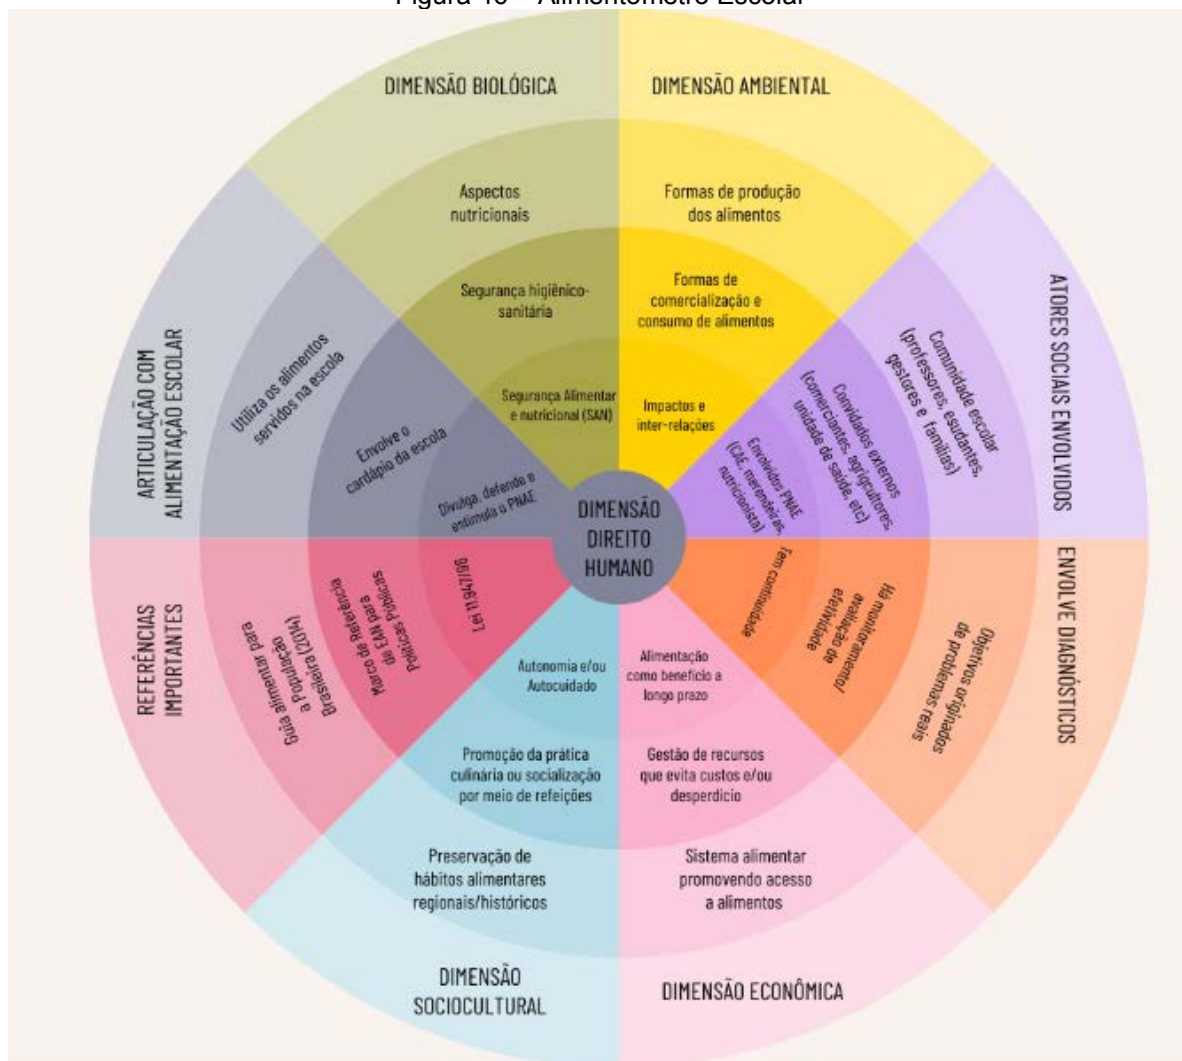 Figura 16 – Alimentômetro Escolar
DIMENSÃO BIOLÓGICA
Aspectos
nutricionais
Segurança higiênico-
sanitária
Segurança Alimentar
e nutricional (SAN)
DIMENSÃO AMBIENTAL
Formas de produção
dos alimentos
Formas de
comercialização e
consumo de alimentos
Impactos e
inter-relações
ATORES SOCIAIS ENVOLVIDOS
Comunidade escolar
(professores, esudantes,
gestores e famílias)
Convidados externos
(comerciantes, agrigcutores,
unidade de saúde, etc)
Envolvidos PNAE
(CAE, merendeiras,
nutricionista)
ENVOLVE DIAGNÓSTICOS
Objetivos originados
de problemas reais
Há monitoramento/
avaliação de
efetividade
Tem continuidade
DIMENSÃO ECONÔMICA
Sistema alimentar
promovendo acesso
a alimentos
Gestão de recursos
que evita custos e/ou
desperdício
Alimentação
como benefício a
longo prazo
DIMENSÃO
SOCIOCULTURAL
Preservação de
hábitos alimentares
regionais/históricos
Promoção da prática
culinária ou socialização
por meio de refeições
Autonomia e/ou
Autocuidado
REFERÊNCIAS
IMPORTANTES
Guia alimentar para
a População
Brasileira (2014)
Marco de Referência
de EAN para
Políticas Públicas
Lei 11.947/98
ARTICULAÇÃO COM
ALIMENTAÇÃO ESCOLAR
Utiliza os alimentos
servidos na escola
Envolve o
cardápio da escola
Divulga, defende e
estimula o PNAE
DIMENSÃO
DIREITO
HUMANO